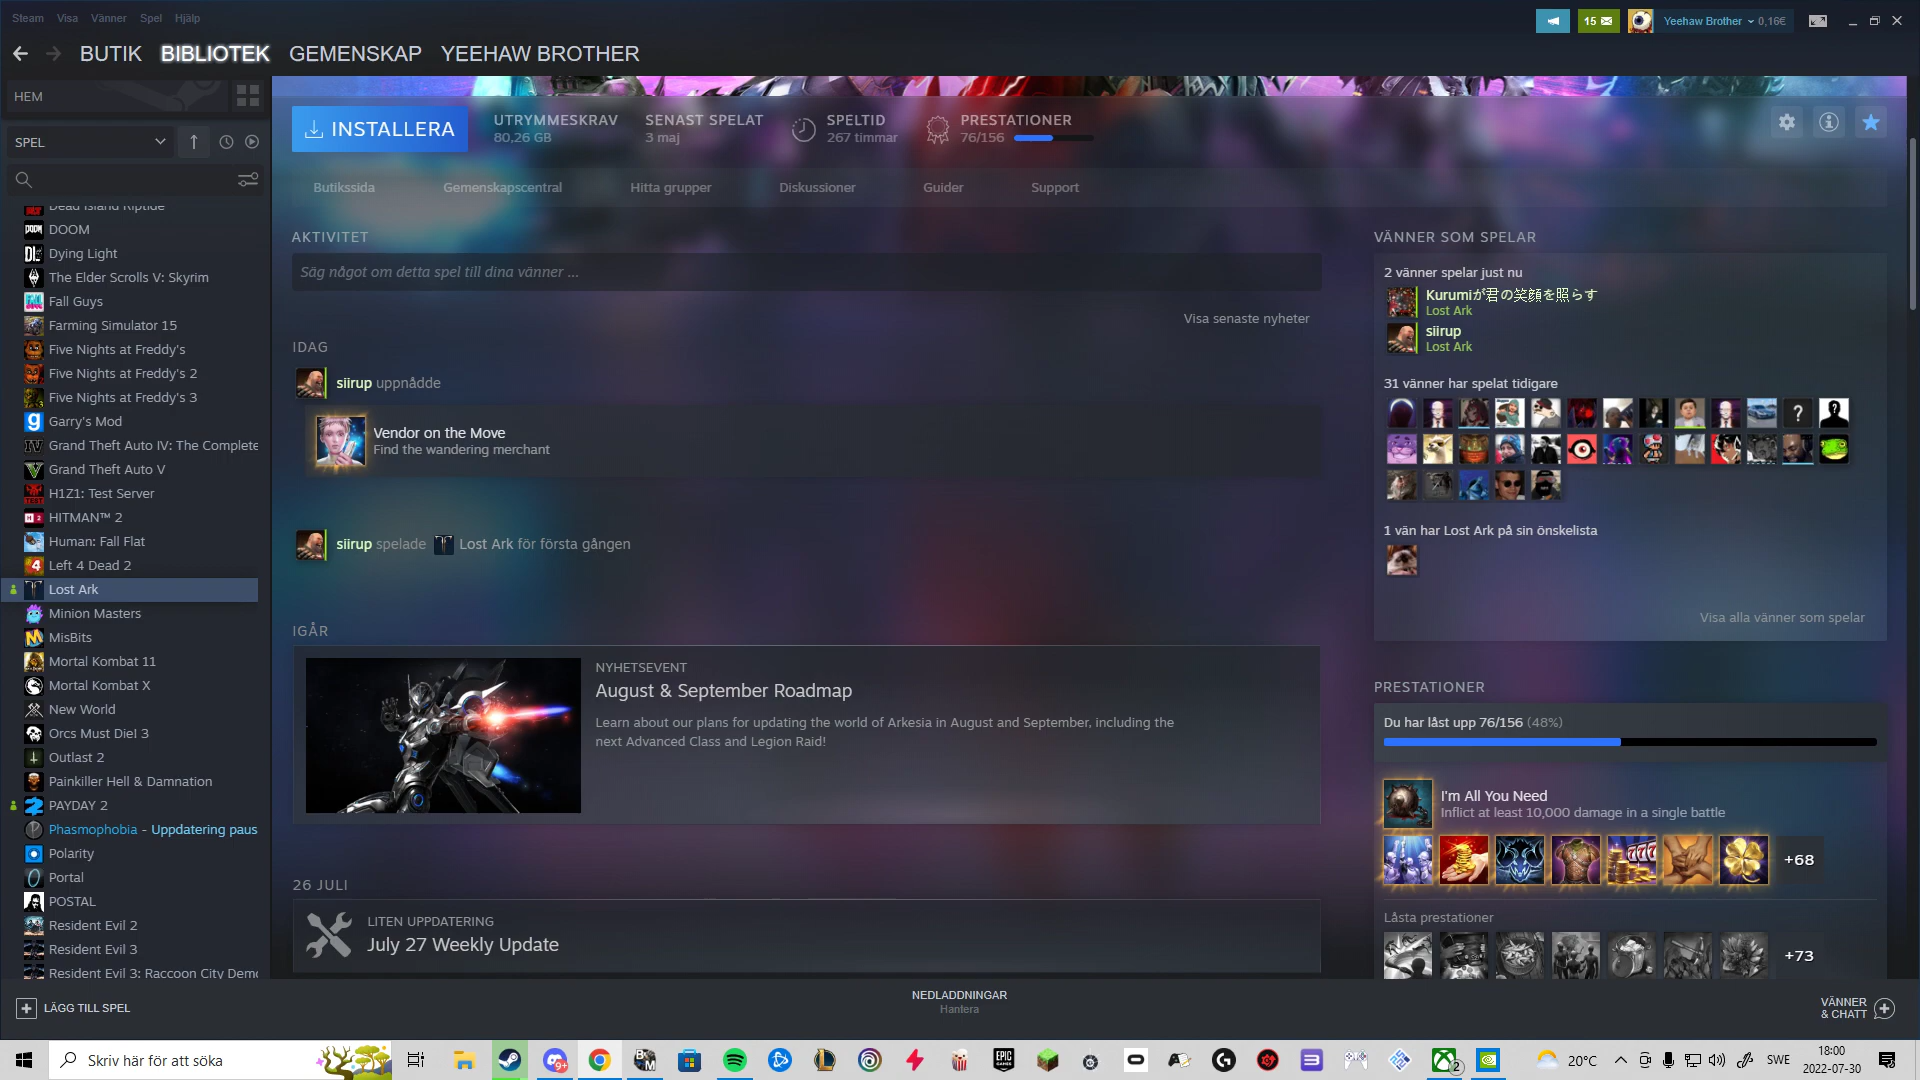 Steam Visa Vänner Spel Hjälp
15 Yeehaw Brother 0,16€
BUTIK BIBLIOTEK GEMENSKAP YEEHAW BROTHER
HEM
SPEL
Dead Island Riptide
DOOM
Dying Light
The Elder Scrolls V: Skyrim
Fall Guys
Farming Simulator 15
Five Nights at Freddy's
Five Nights at Freddy's 2
Five Nights at Freddy's 3
Garry's Mod
Grand Theft Auto IV: The Complete
Grand Theft Auto V
H1Z1: Test Server
HITMAN™ 2
Human: Fall Flat
Left 4 Dead 2
Lost Ark
Minion Masters
MisBits
Mortal Kombat 11
Mortal Kombat X
New World
Orcs Must Die! 3
Outlast 2
Painkiller Hell & Damnation
PAYDAY 2
Phasmophobia - Uppdatering paus
Polarity
Portal
POSTAL
Resident Evil 2
Resident Evil 3
Resident Evil 3: Raccoon City Demo
LÄGG TILL SPEL
INSTALLERA
UTRYMMESKRAV
80,26 GB
SENAST SPELAT
3 maj
SPELTID
267 timmar
PRESTATIONER
76/156
Butikssida Gemenskapscentral Hitta grupper Diskussioner Guider Support
AKTIVITET
Säg något om detta spel till dina vänner ...
Visa senaste nyheter
IDAG
siirup uppnådde
Vendor on the Move
Find the wandering merchant
siirup spelade Lost Ark för första gången
IGÅR
NYHETSEVENT
August & September Roadmap
Learn about our plans for updating the world of Arkesia in August and September, including the
next Advanced Class and Legion Raid!
26 JULI
LITEN UPPDATERING
July 27 Weekly Update
VÄNNER SOM SPELAR
2 vänner spelar just nu
Kurumiが君の笑顔を照らす
Lost Ark
siirup
Lost Ark
31 vänner har spelat tidigare
1 vän har Lost Ark på sin önskelista
Visa alla vänner som spelar
PRESTATIONER
Du har låst upp 76/156 (48%)
I'm All You Need
Inflict at least 10,000 damage in a single battle
+68
Låsta prestationer
+73
NEDLADDNINGAR
Hantera
VÄNNER
& CHATT
Skriv här för att söka
20°C
SWE
18:00
2022-07-30